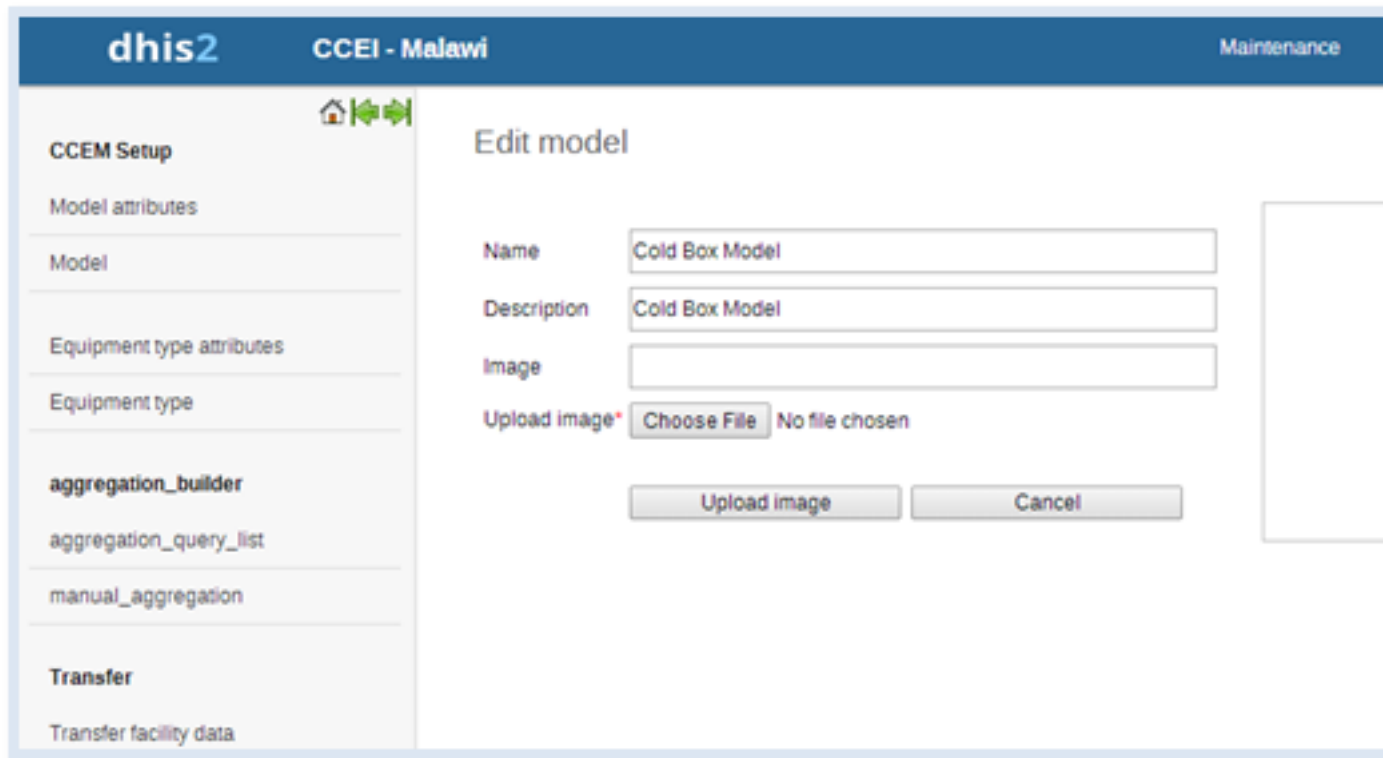 dhis2 CCEI - Malawi Maintenance
CCEM Setup
Model attributes
Model
Equipment type attributes
Equipment type
aggregation_builder
aggregation_query_list
manual_aggregation
Transfer
Transfer facility data
Edit model
Name Cold Box Model
Description Cold Box Model
Image
Upload image* Choose File No file chosen
Upload image Cancel